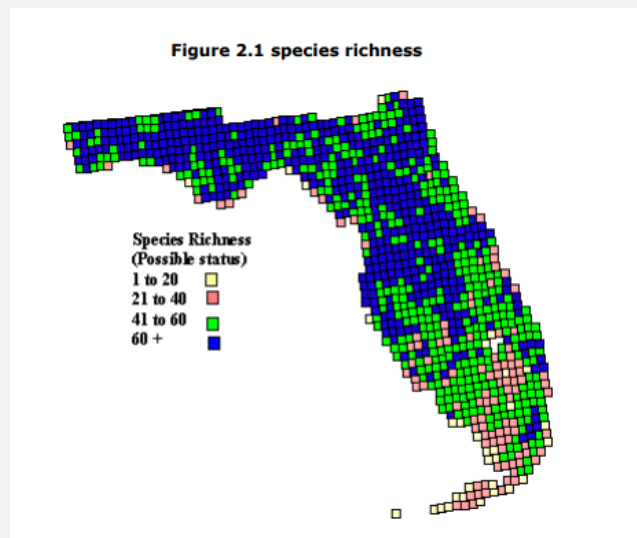 Figure 2.1 species richness
Species Richness
(Possible status)
1 to 20
21 to 40
41 to 60
60 +